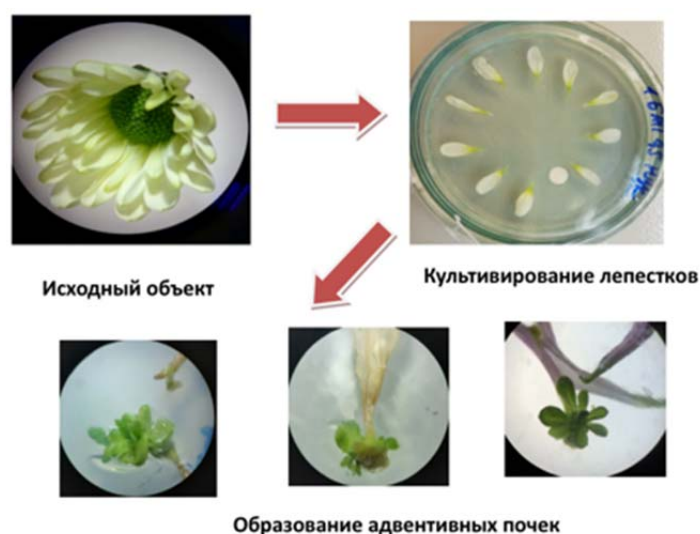 Исходный объект
Культивирование лепестков
Образование адвентивных почек